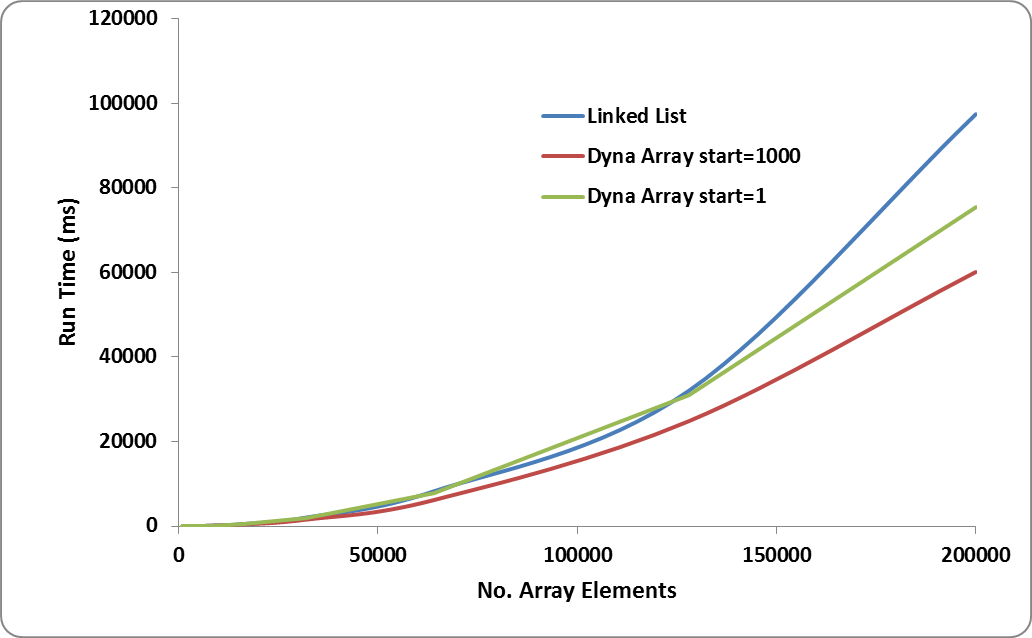 120000
100000
80000
60000
40000
20000
0
Run Time (ms)
Linked List
Dyna Array start=1000
Dyna Array start=1
0
50000
100000
150000
200000
No. Array Elements